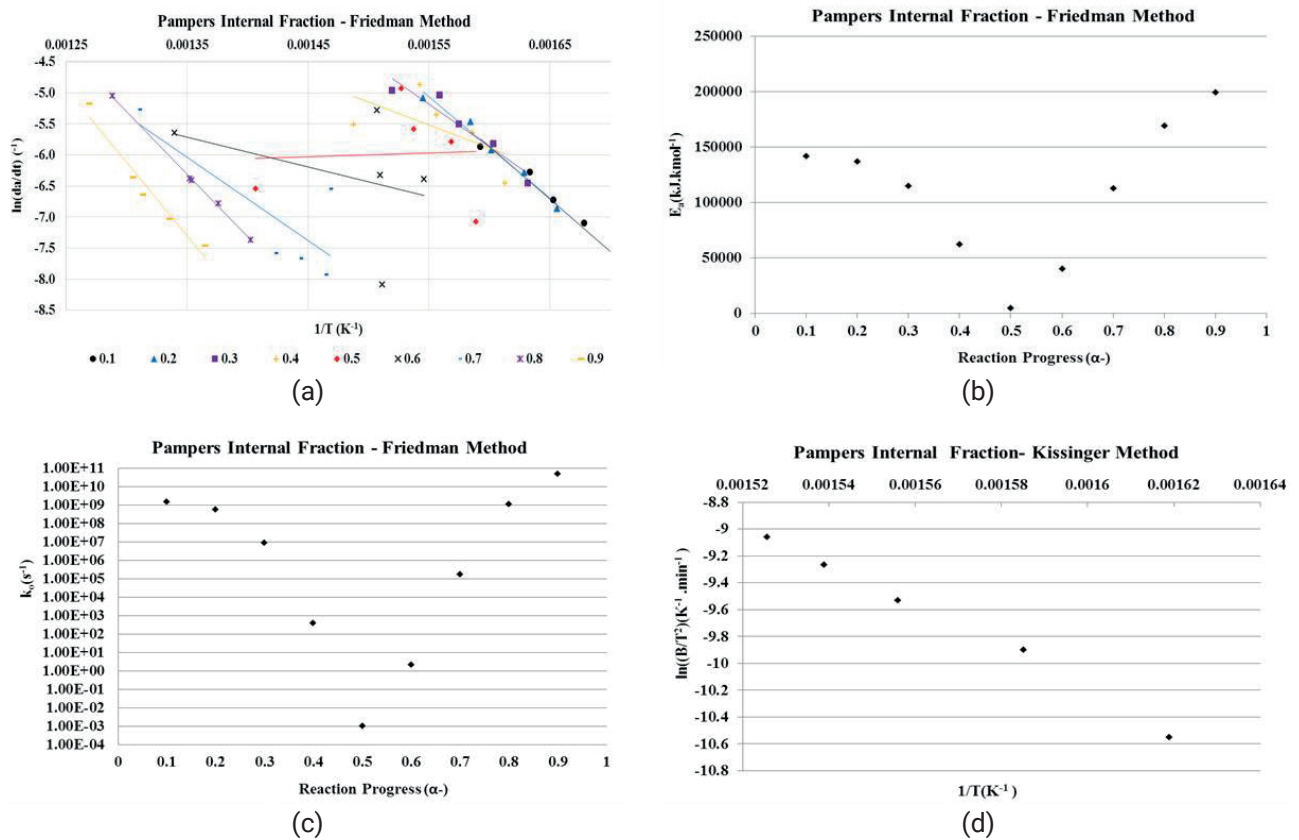 Pampers Internal Fraction - Friedman Method
0.00125 0.00135 0.00145 0.00155 0.00165
-4.5
-5.0
-5.5
-6.0
-6.5
-7.0
-7.5
-8.0
-8.5
ln(da/dt) (⁻¹)
1/T (K⁻¹)
0.1 0.2 0.3 0.4 0.5 0.6 0.7 0.8 0.9
(a)
Pampers Internal Fraction - Friedman Method
250000
200000
150000
100000
50000
0
Eₐ(kJ.kmol⁻¹)
0 0.1 0.2 0.3 0.4 0.5 0.6 0.7 0.8 0.9 1
Reaction Progress (α-)
(b)
Pampers Internal Fraction - Friedman Method
1.00E+11
1.00E+10
1.00E+09
1.00E+08
1.00E+07
1.00E+06
1.00E+05
1.00E+04
1.00E+03
1.00E+02
1.00E+01
1.00E+00
1.00E-01
1.00E-02
1.00E-03
1.00E-04
kₒ(s⁻¹)
0 0.1 0.2 0.3 0.4 0.5 0.6 0.7 0.8 0.9 1
Reaction Progress (α-)
(c)
Pampers Internal Fraction- Kissinger Method
0.00152 0.00154 0.00156 0.00158 0.0016 0.00162 0.00164
-8.8
-9
-9.2
-9.4
-9.6
-9.8
-10
-10.2
-10.4
-10.6
-10.8
ln((B/T²)(K⁻¹ .min⁻¹ )
1/T(K⁻¹ )
(d)